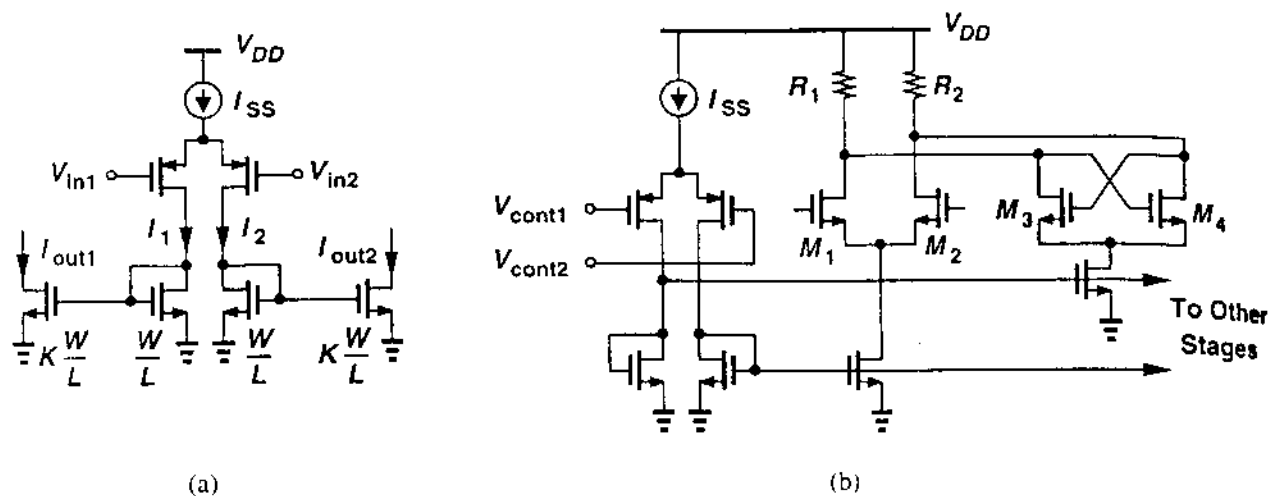 V_DD
I_SS
V_in1
V_in2
I_1
I_2
I_out1
I_out2
K W/L
W/L
W/L
K W/L
(a)
V_DD
R_1
R_2
I_SS
V_cont1
V_cont2
M_1
M_2
M_3
M_4
To Other
Stages
(b)